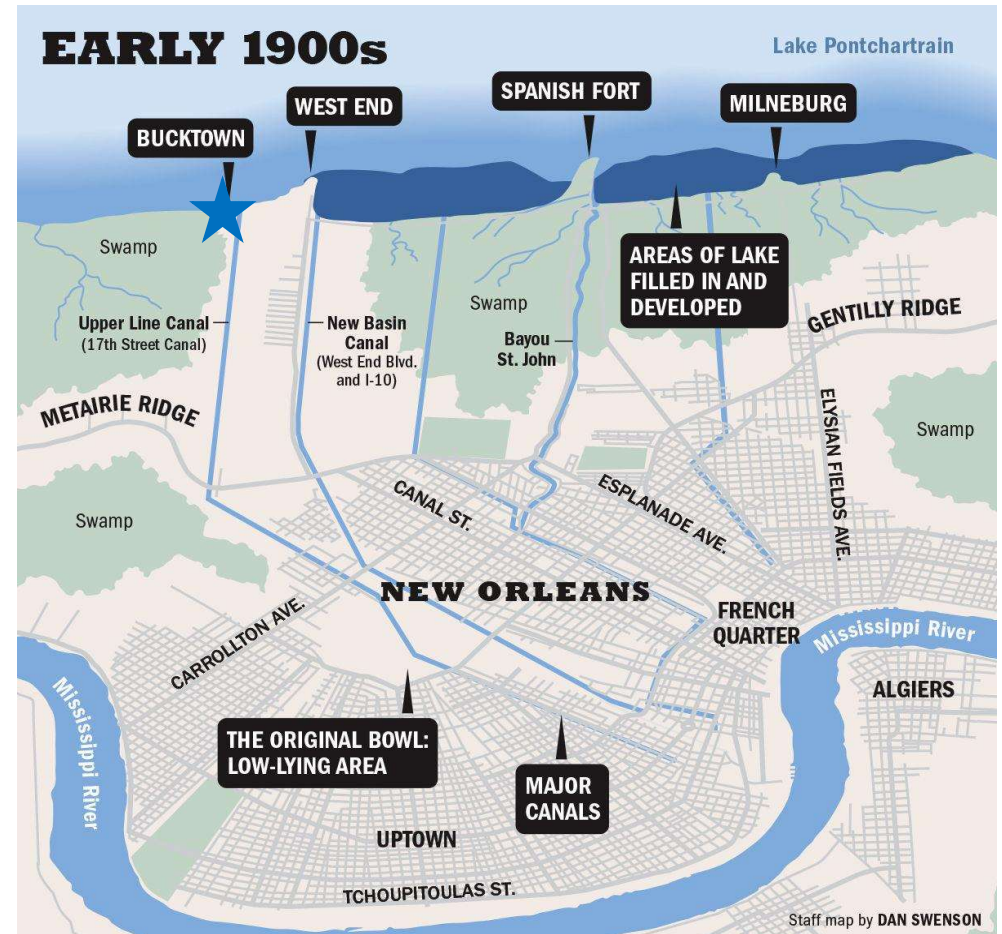 EARLY 1900s
Lake Pontchartrain
BUCKTOWN
WEST END
SPANISH FORT
MILNEBURG
Swamp
AREAS OF LAKE
FILLED IN AND
DEVELOPED
Swamp
Upper Line Canal
(17th Street Canal)
New Basin
Canal
(West End Blvd.
and I-10)
Bayou
St. John
GENTILLY RIDGE
METAIRIE RIDGE
ELYSIAN FIELDS AVE.
Swamp
CANAL ST.
ESPLANADE AVE.
Swamp
NEW ORLEANS
CARROLLTON AVE.
FRENCH
QUARTER
Mississippi River
ALGIERS
Mississippi River
THE ORIGINAL BOWL:
LOW-LYING AREA
MAJOR
CANALS
UPTOWN
TCHOUPITOULAS ST.
Staff map by DAN SWENSON